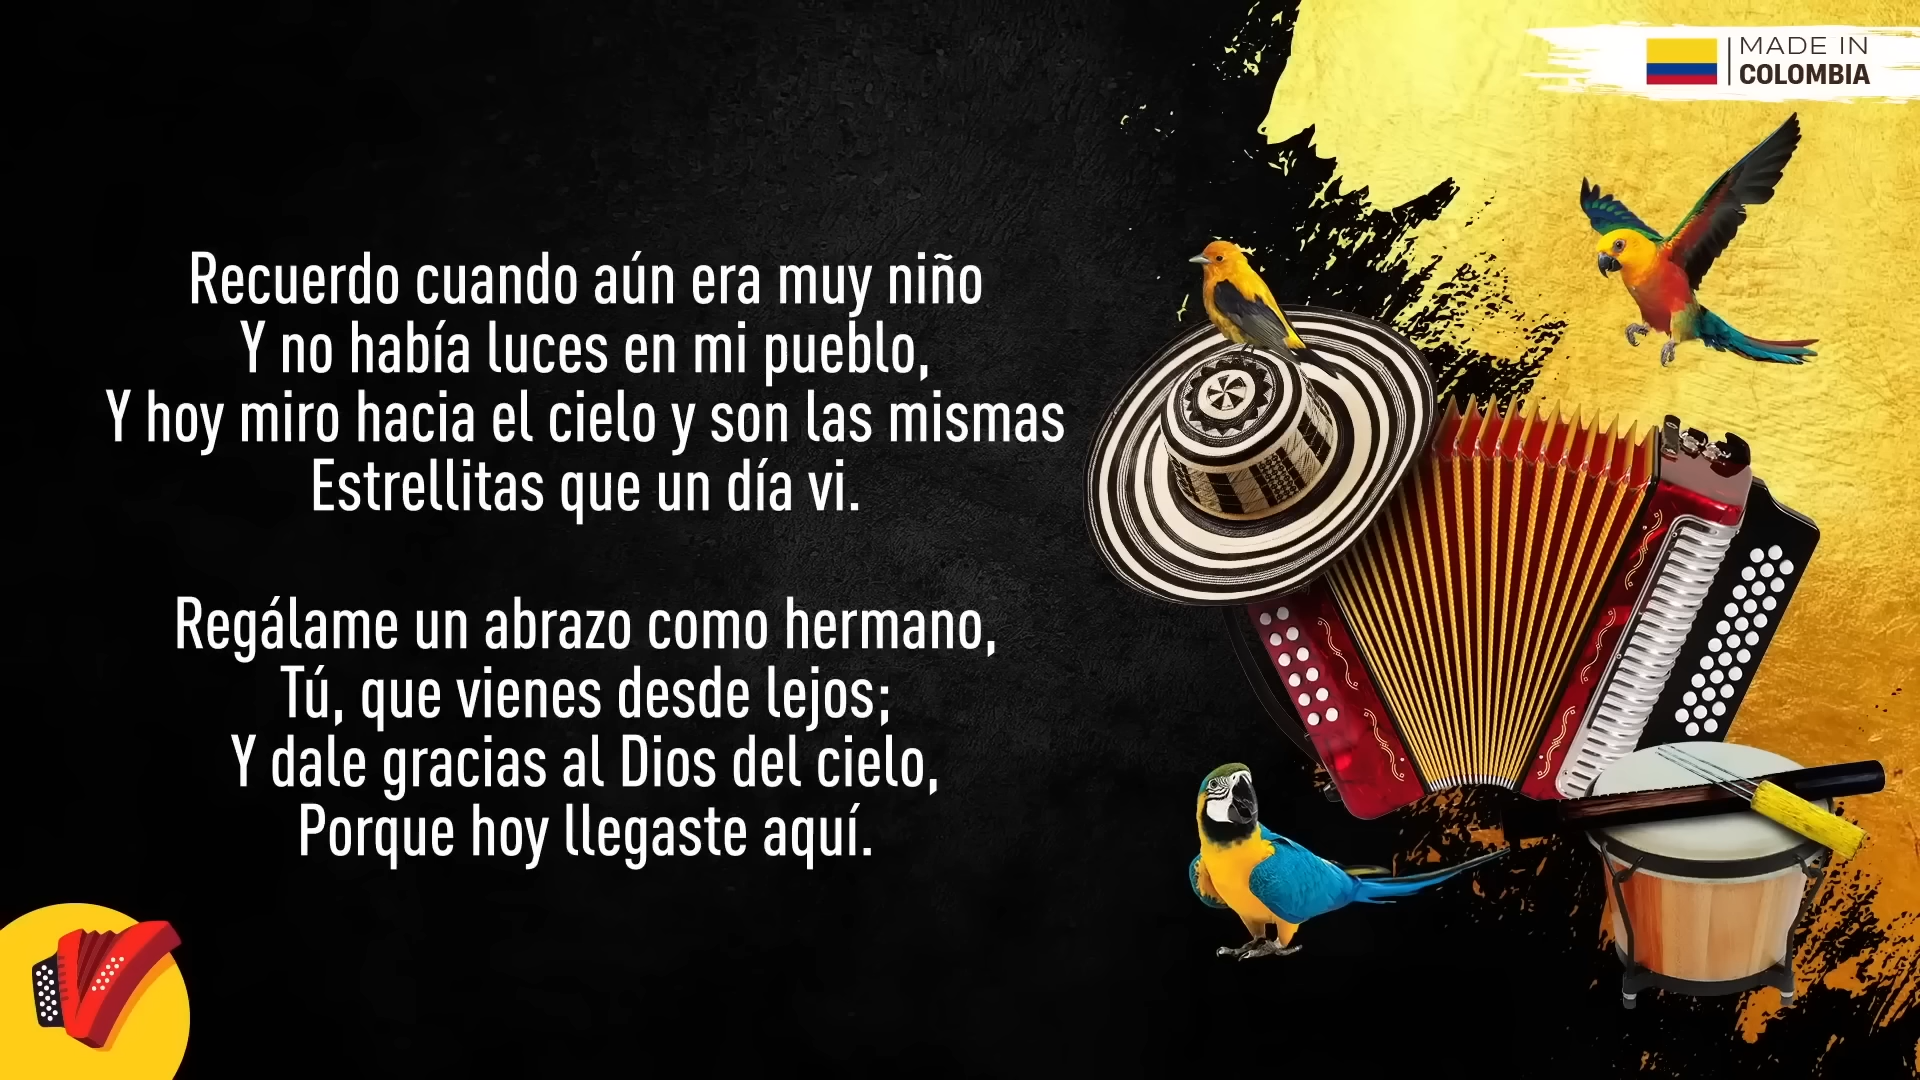 MADE IN
COLOMBIA
Recuerdo cuando aún era muy niño
Y no había luces en mi pueblo,
Y hoy miro hacia el cielo y son las mismas
Estrellitas que un día vi.
Regálame un abrazo como hermano,
Tú, que vienes desde lejos;
Y dale gracias al Dios del cielo,
Porque hoy llegaste aquí.